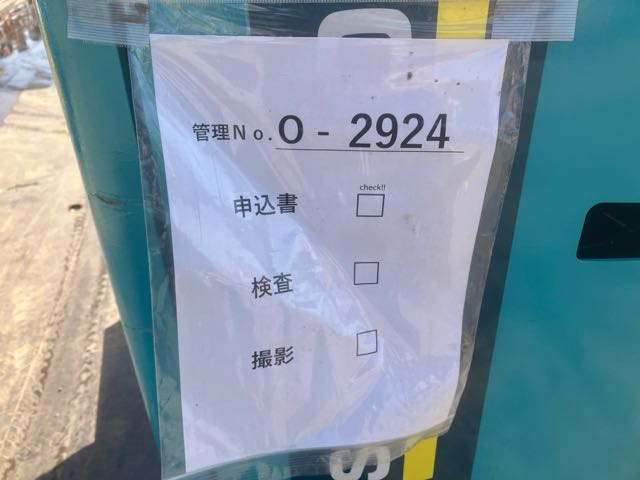 管理No. O - 2924
check!!
申込書 □
検査 □
撮影 □
S